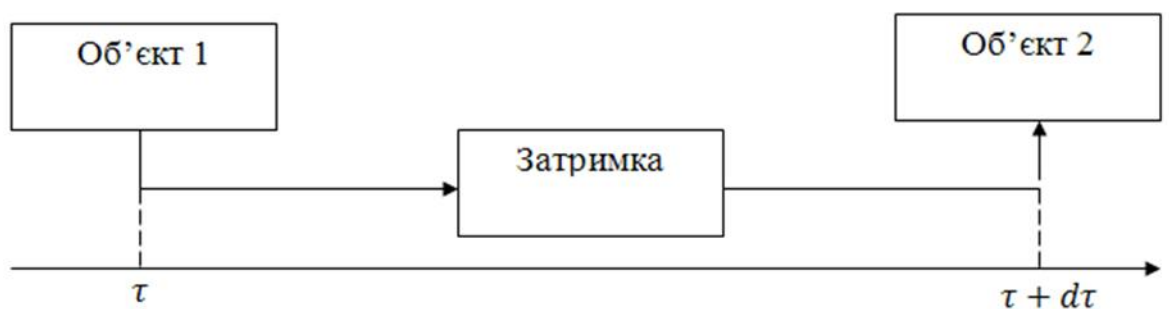 Об’єкт 1
Об’єкт 2
Затримка
τ
τ + dτ